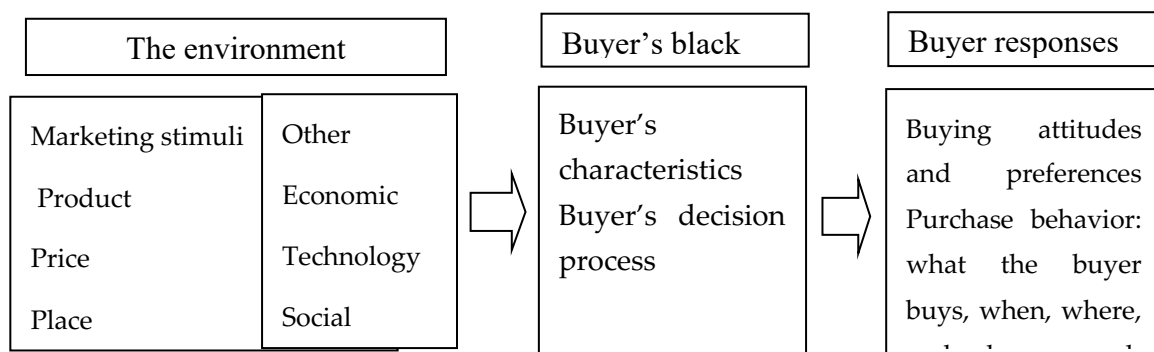 The environment
Buyer's black
Buyer responses
Marketing stimuli
Product
Price
Place
Other
Economic
Technology
Social
Buyer's
characteristics
Buyer's decision
process
Buying attitudes
and preferences
Purchase behavior:
what the buyer
buys, when, where,